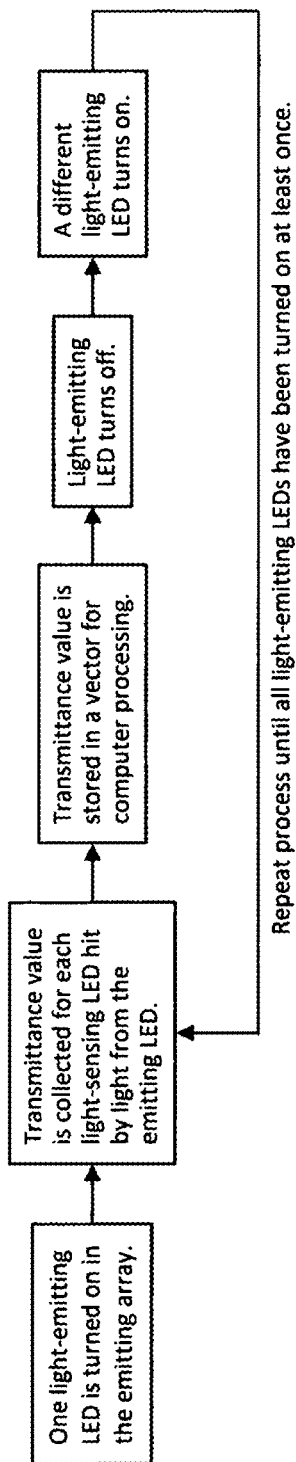 One light-emitting
LED is turned on in
the emitting array.
Transmittance value
is collected for each
light-sensing LED hit
by light from the
emitting LED.
Transmittance value is
stored in a vector for
computer processing.
Light-emitting
LED turns off.
A different
light-emitting
LED turns on.
Repeat process until all light-emitting LEDs have been turned on at least once.